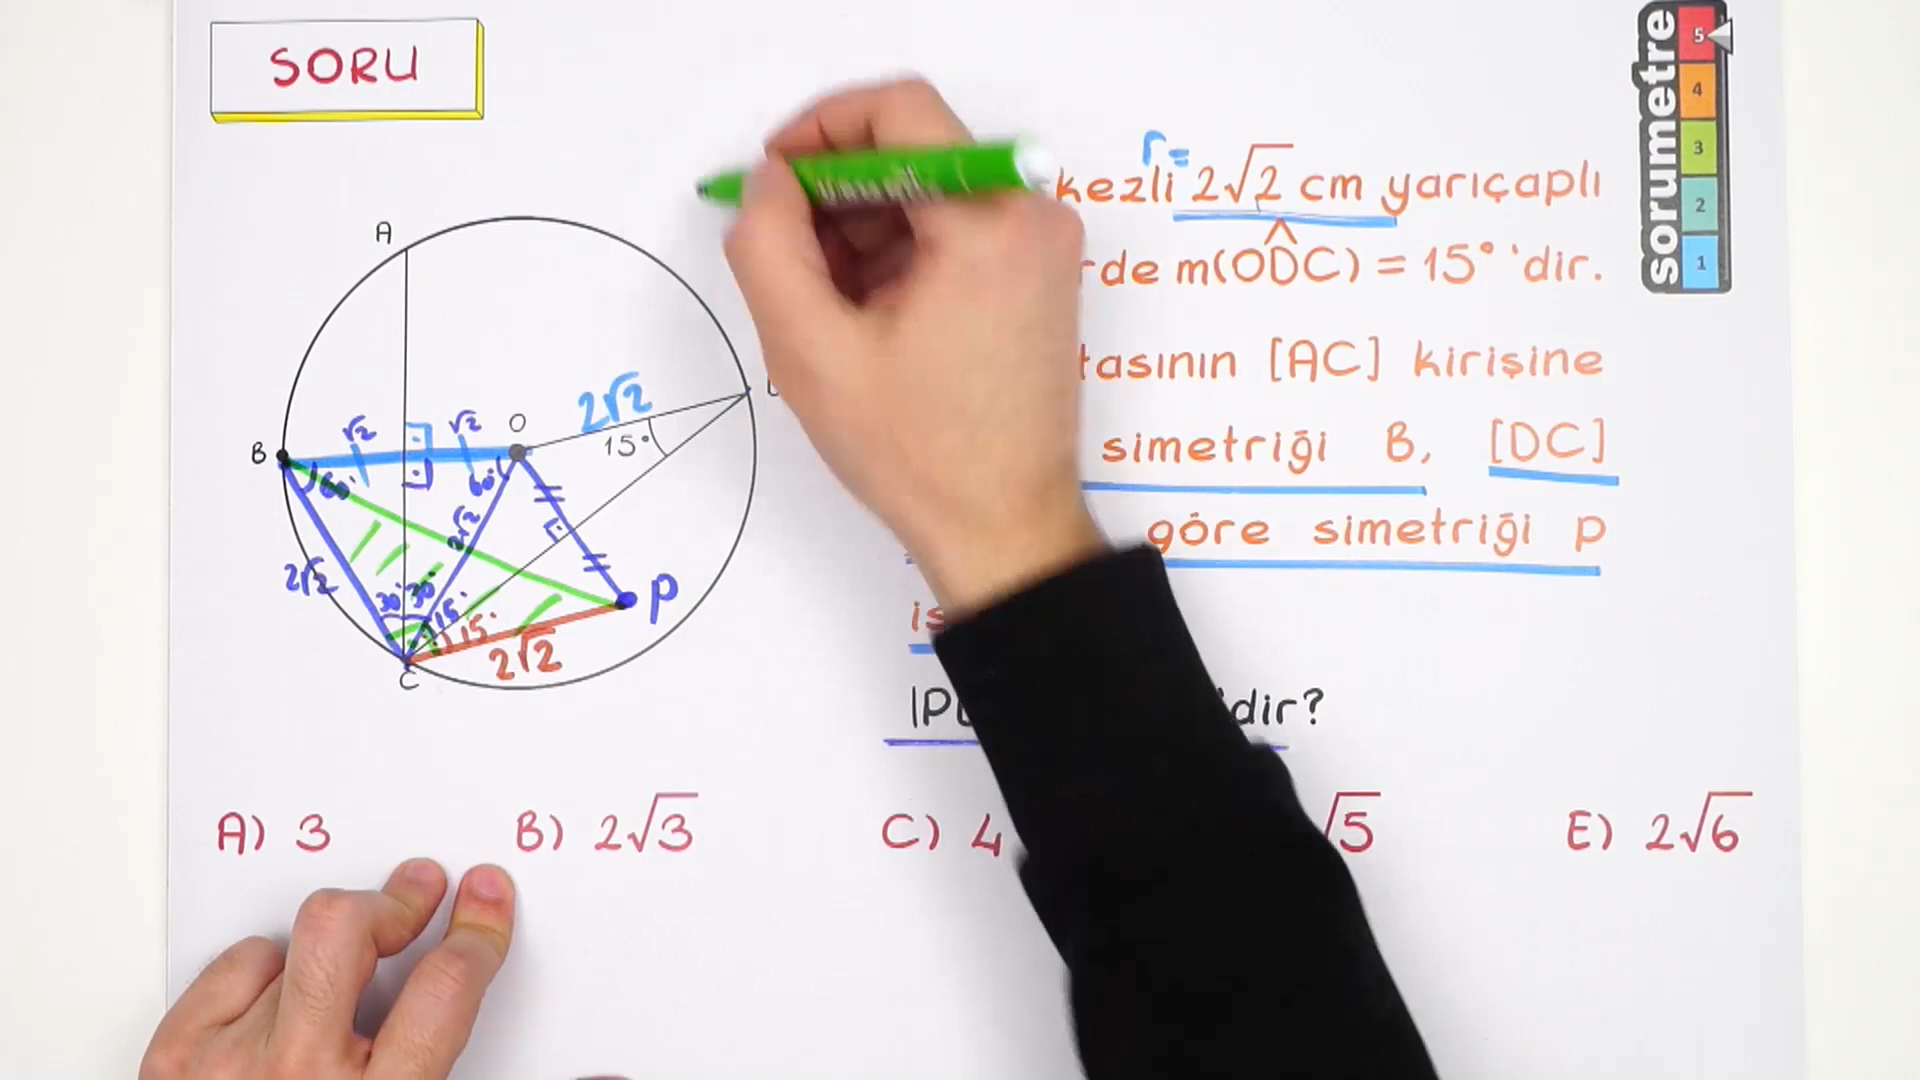 SORU
sorumetre
5
4
3
2
1
r=
kezli 2√2 cm yarıçaplı
rde m(ODC) = 15° 'dir.
tasının [AC] kirişine
simetriği B, [DC]
göre simetriği p
is
dir?
A
B
O
C
P
√2
√2
2√2
15°
60°
60°
2√2
2√2
30° 30° 15°
15°
2√2
A) 3
B) 2√3
C) 4
√5
E) 2√6